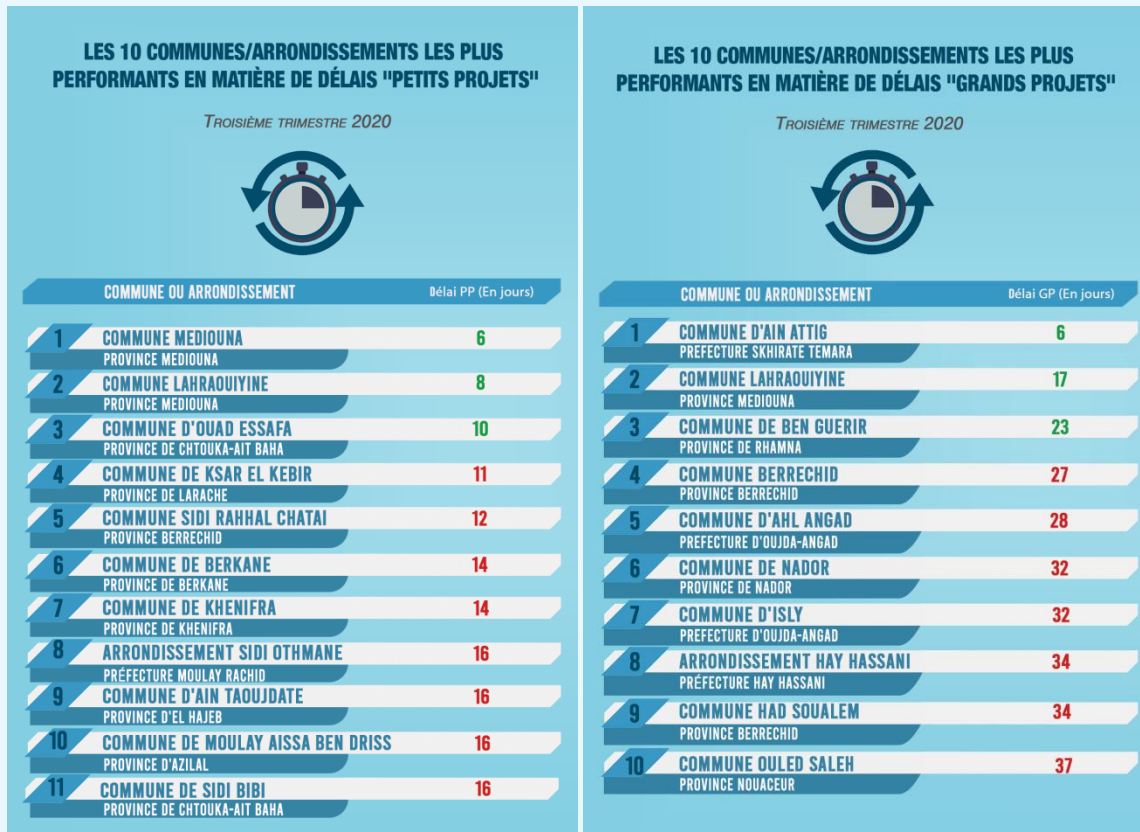 LES 10 COMMUNES/ARRONDISSEMENTS LES PLUS
PERFORMANTS EN MATIÈRE DE DÉLAIS "PETITS PROJETS"
TROISIÈME TRIMESTRE 2020
COMMUNE OU ARRONDISSEMENT Délai PP (En jours)
1 COMMUNE MEDIOUNA 6
PROVINCE MEDIOUNA
2 COMMUNE LAHRAOUIYINE 8
PROVINCE MEDIOUNA
3 COMMUNE D'OUAD ESSAFA 10
PROVINCE DE CHTOUKA-AIT BAHA
4 COMMUNE DE KSAR EL KEBIR 11
PROVINCE DE LARACHE
5 COMMUNE SIDI RAHHAL CHATAI 12
PROVINCE BERRECHID
6 COMMUNE DE BERKANE 14
PROVINCE DE BERKANE
7 COMMUNE DE KHENIFRA 14
PROVINCE DE KHENIFRA
8 ARRONDISSEMENT SIDI OTHMANE 16
PRÉFECTURE MOULAY RACHID
9 COMMUNE D'AIN TAOUJDATE 16
PROVINCE D'EL HAJEB
10 COMMUNE DE MOULAY AISSA BEN DRISS 16
PROVINCE D'AZILAL
11 COMMUNE DE SIDI BIBI 16
PROVINCE DE CHTOUKA-AIT BAHA
LES 10 COMMUNES/ARRONDISSEMENTS LES PLUS
PERFORMANTS EN MATIÈRE DE DÉLAIS "GRANDS PROJETS"
TROISIÈME TRIMESTRE 2020
COMMUNE OU ARRONDISSEMENT Délai GP (En jours)
1 COMMUNE D'AIN ATTIG 6
PREFECTURE SKHIRATE TEMARA
2 COMMUNE LAHRAOUIYINE 17
PROVINCE MEDIOUNA
3 COMMUNE DE BEN GUERIR 23
PROVINCE DE RHAMNA
4 COMMUNE BERRECHID 27
PROVINCE BERRECHID
5 COMMUNE D'AHL ANGAD 28
PREFECTURE D'OUJDA-ANGAD
6 COMMUNE DE NADOR 32
PROVINCE DE NADOR
7 COMMUNE D'ISLY 32
PREFECTURE D'OUJDA-ANGAD
8 ARRONDISSEMENT HAY HASSANI 34
PRÉFECTURE HAY HASSANI
9 COMMUNE HAD SOUALEM 34
PROVINCE BERRECHID
10 COMMUNE OULED SALEH 37
PROVINCE NOUACEUR